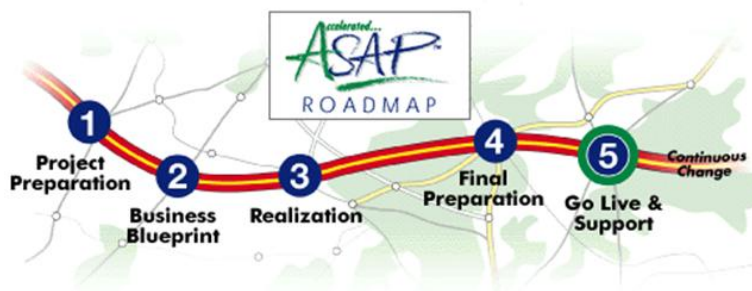 Accelerated...
ASAP™
ROADMAP
1
Project
Preparation
2
Business
Blueprint
3
Realization
4
Final
Preparation
5
Go Live &
Support
Continuous
Change